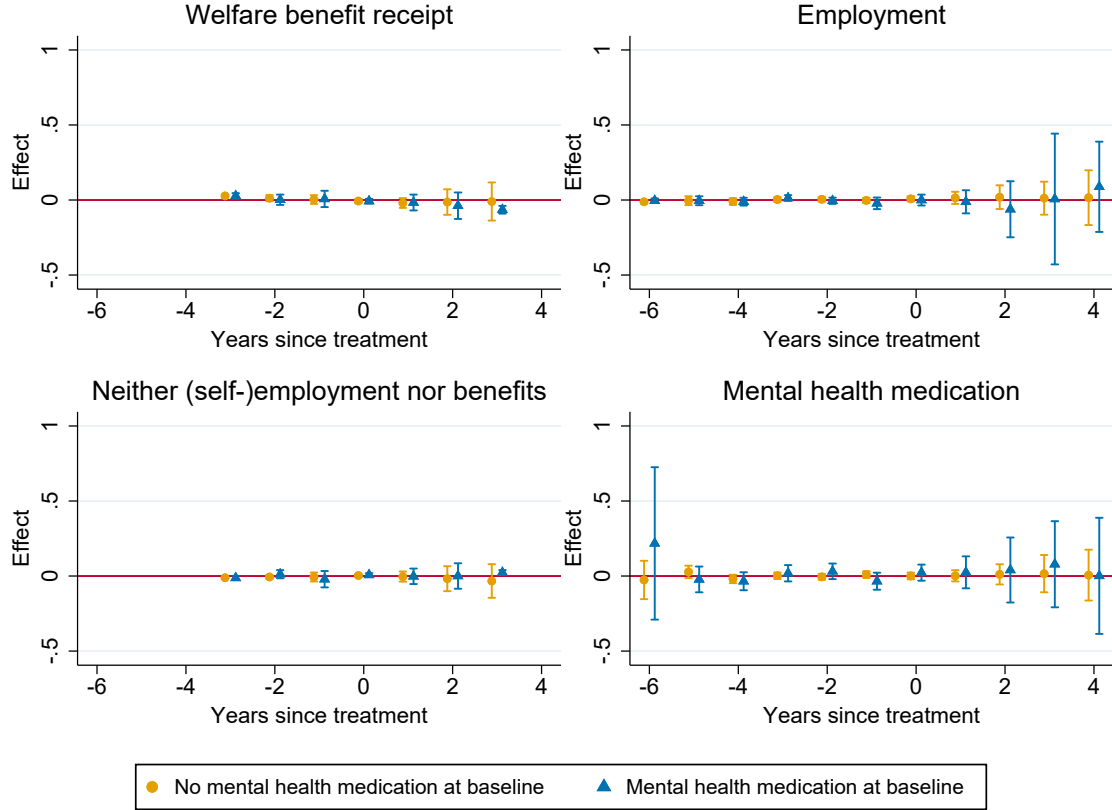 Welfare benefit receipt
Employment
1
.5
0
-.5
Effect
-6 -4 -2 0 2 4
Years since treatment
1
.5
0
-.5
Effect
-6 -4 -2 0 2 4
Years since treatment
Neither (self-)employment nor benefits
Mental health medication
1
.5
0
-.5
Effect
-6 -4 -2 0 2 4
Years since treatment
1
.5
0
-.5
Effect
-6 -4 -2 0 2 4
Years since treatment
No mental health medication at baseline
Mental health medication at baseline